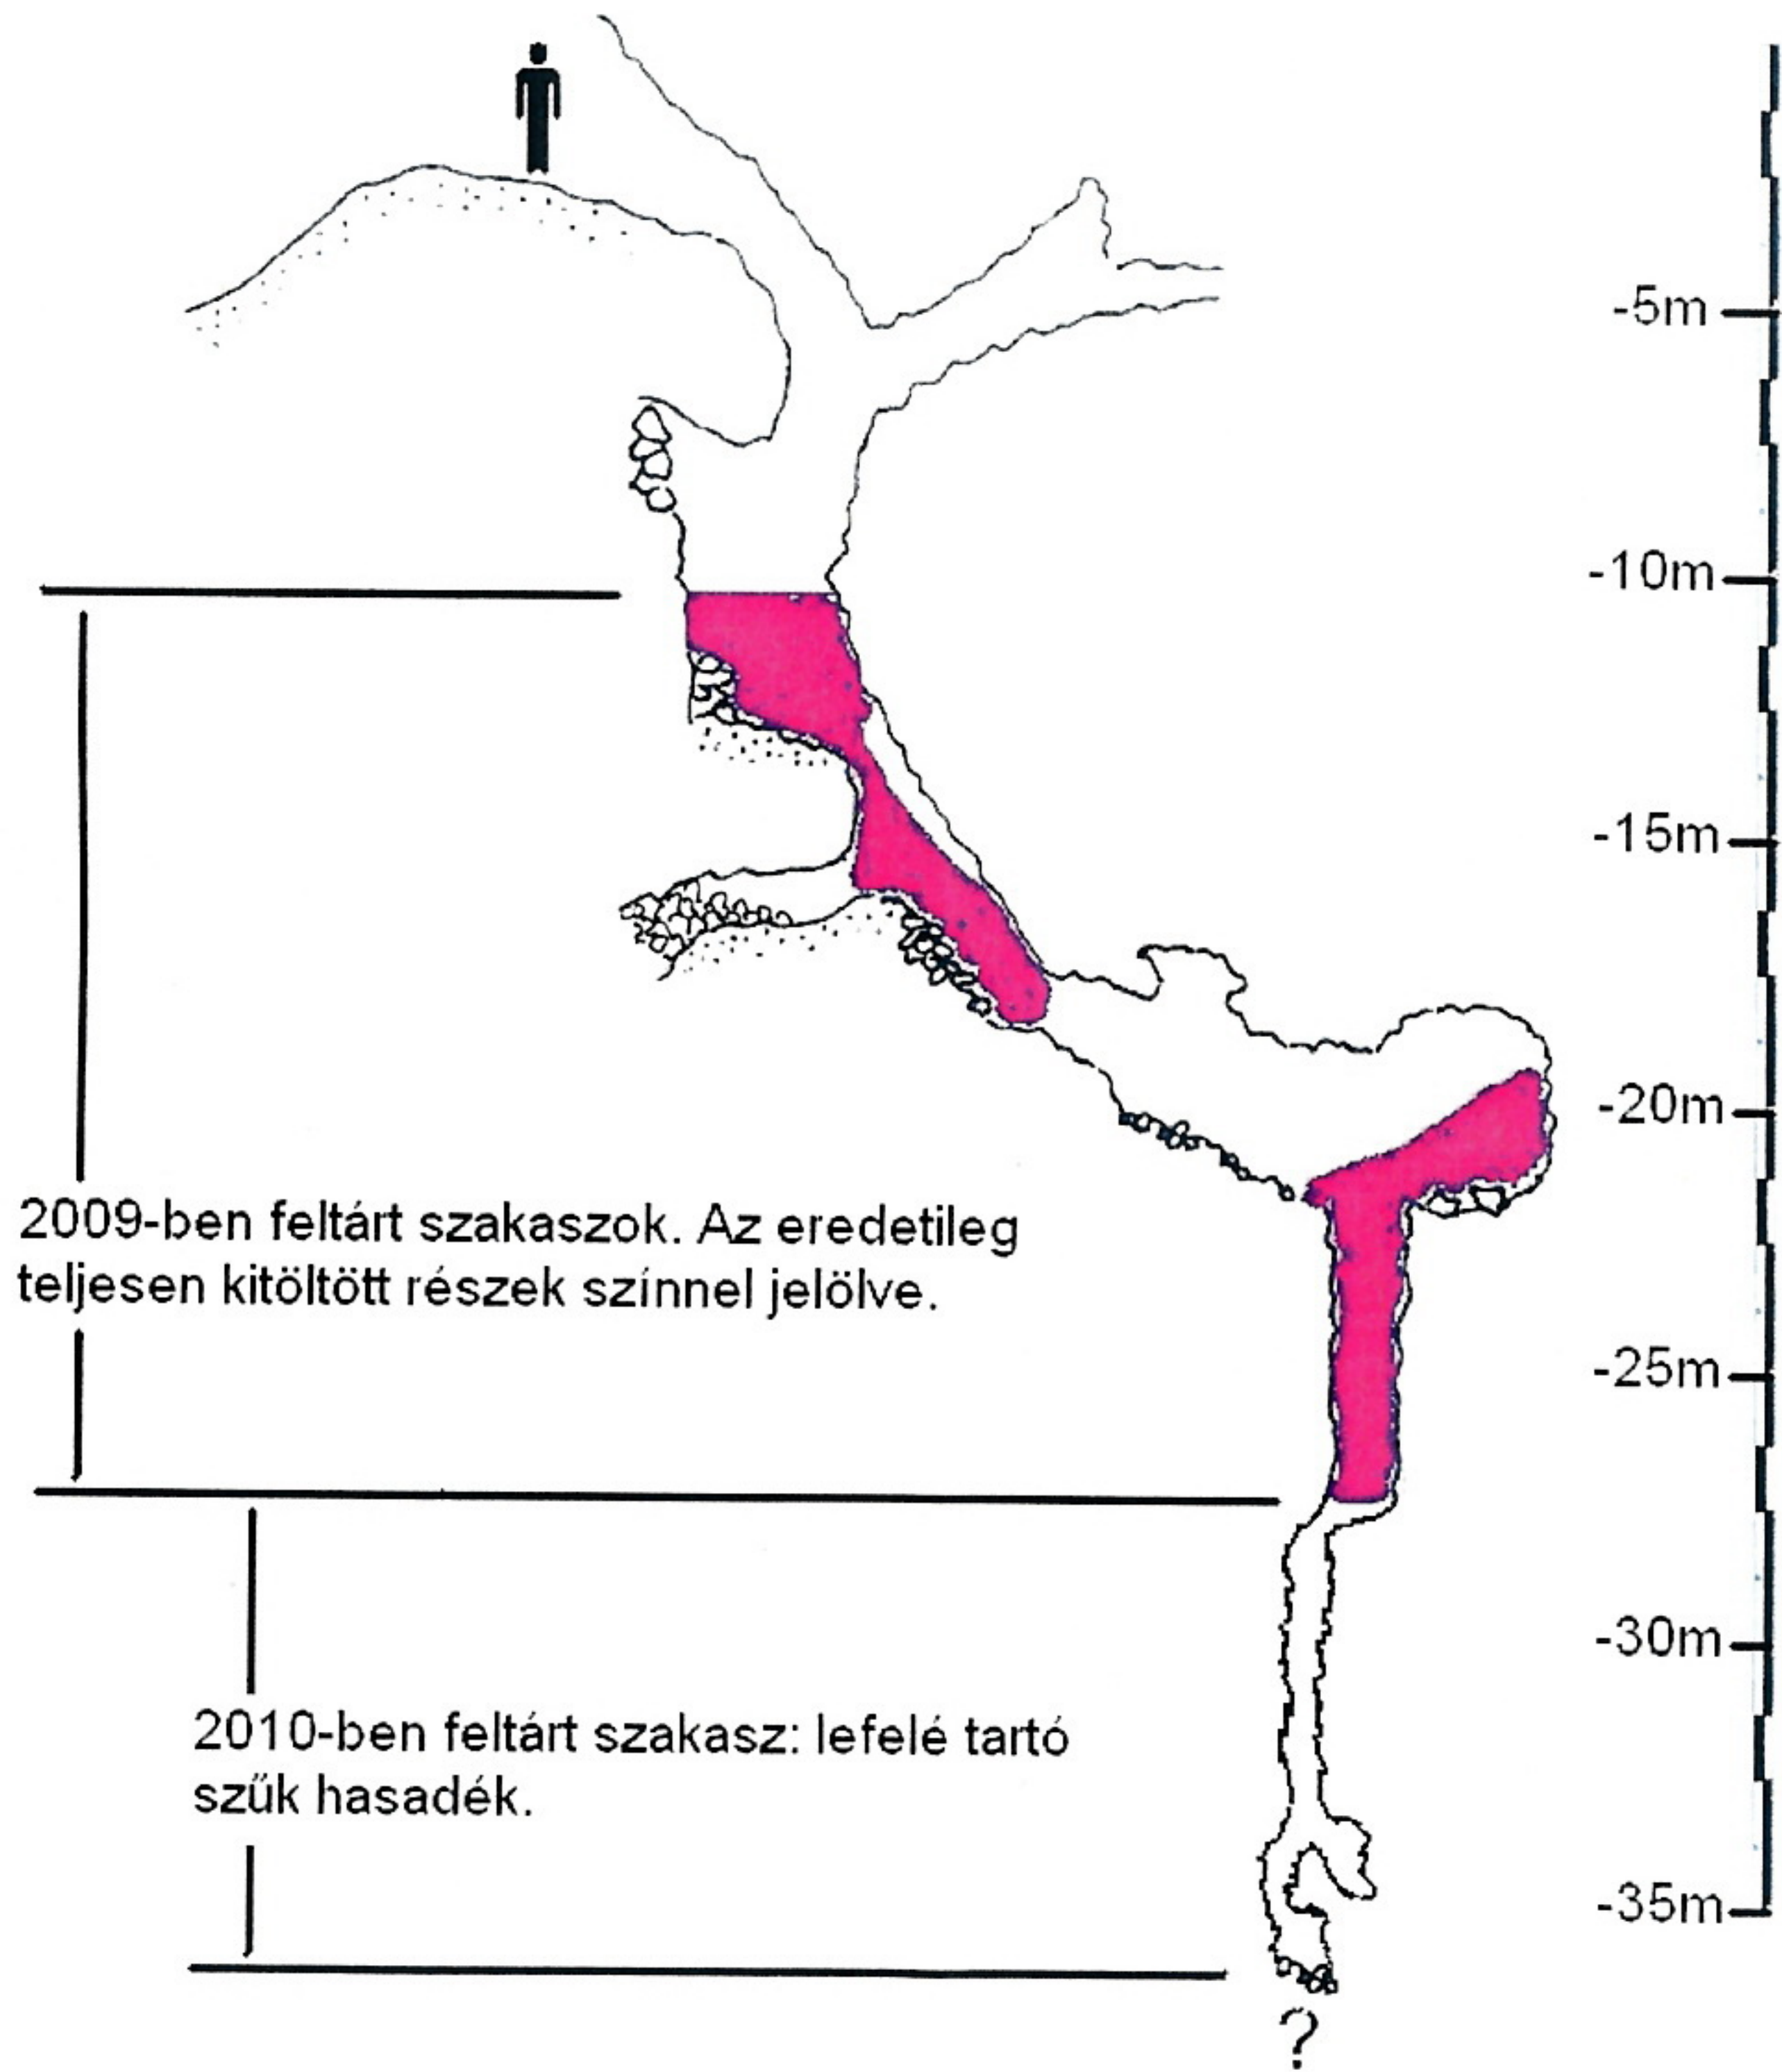 -5m
-10m
-15m
-20m
2009-ben feltárt szakaszok. Az eredetileg
teljesen kitöltött részek színnel jelölve.
-25m
-30m
2010-ben feltárt szakasz: lefelé tartó
szűk hasadék.
-35m
?